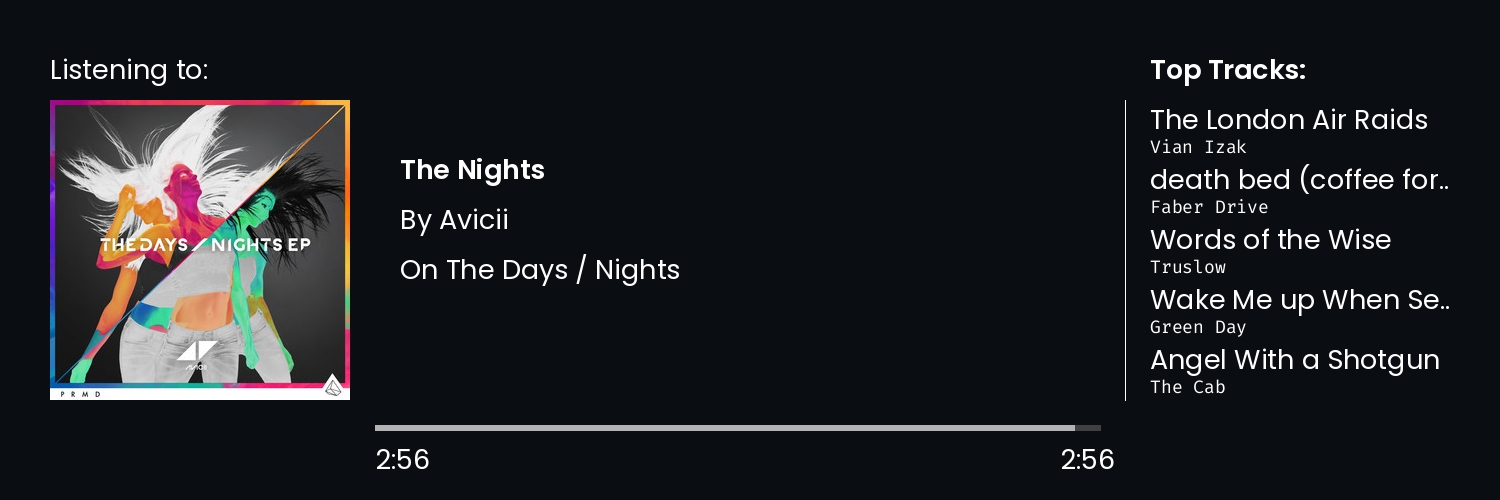 Listening to:
THE DAYS / NIGHTS EP
AVICII
PRMD
The Nights
By Avicii
On The Days / Nights
2:56
2:56
Top Tracks:
The London Air Raids
Vian Izak
death bed (coffee for..
Faber Drive
Words of the Wise
Truslow
Wake Me up When Se..
Green Day
Angel With a Shotgun
The Cab